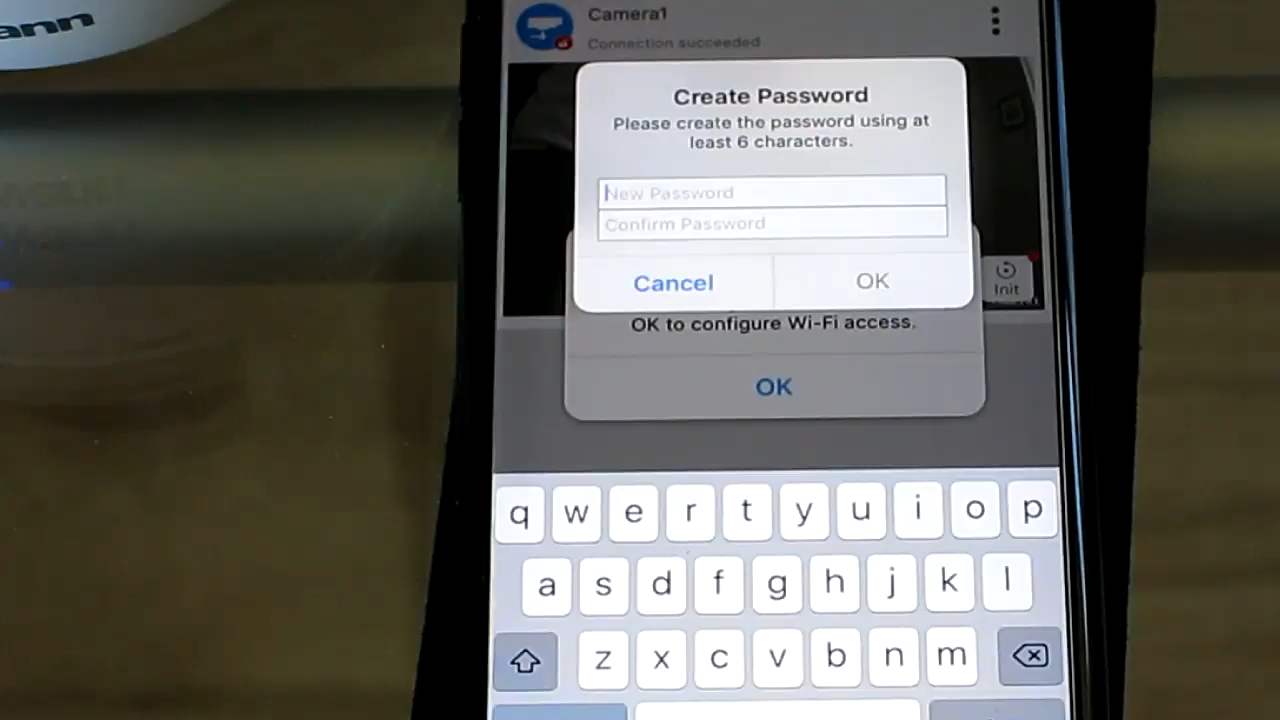 ann
Camera1
Connection succeeded
Create Password
Please create the password using at
least 6 characters.
New Password
Confirm Password
Cancel
OK
Init
OK to configure Wi-Fi access.
OK
q w e r t y u i o p
a s d f g h j k l
z x c v b n m